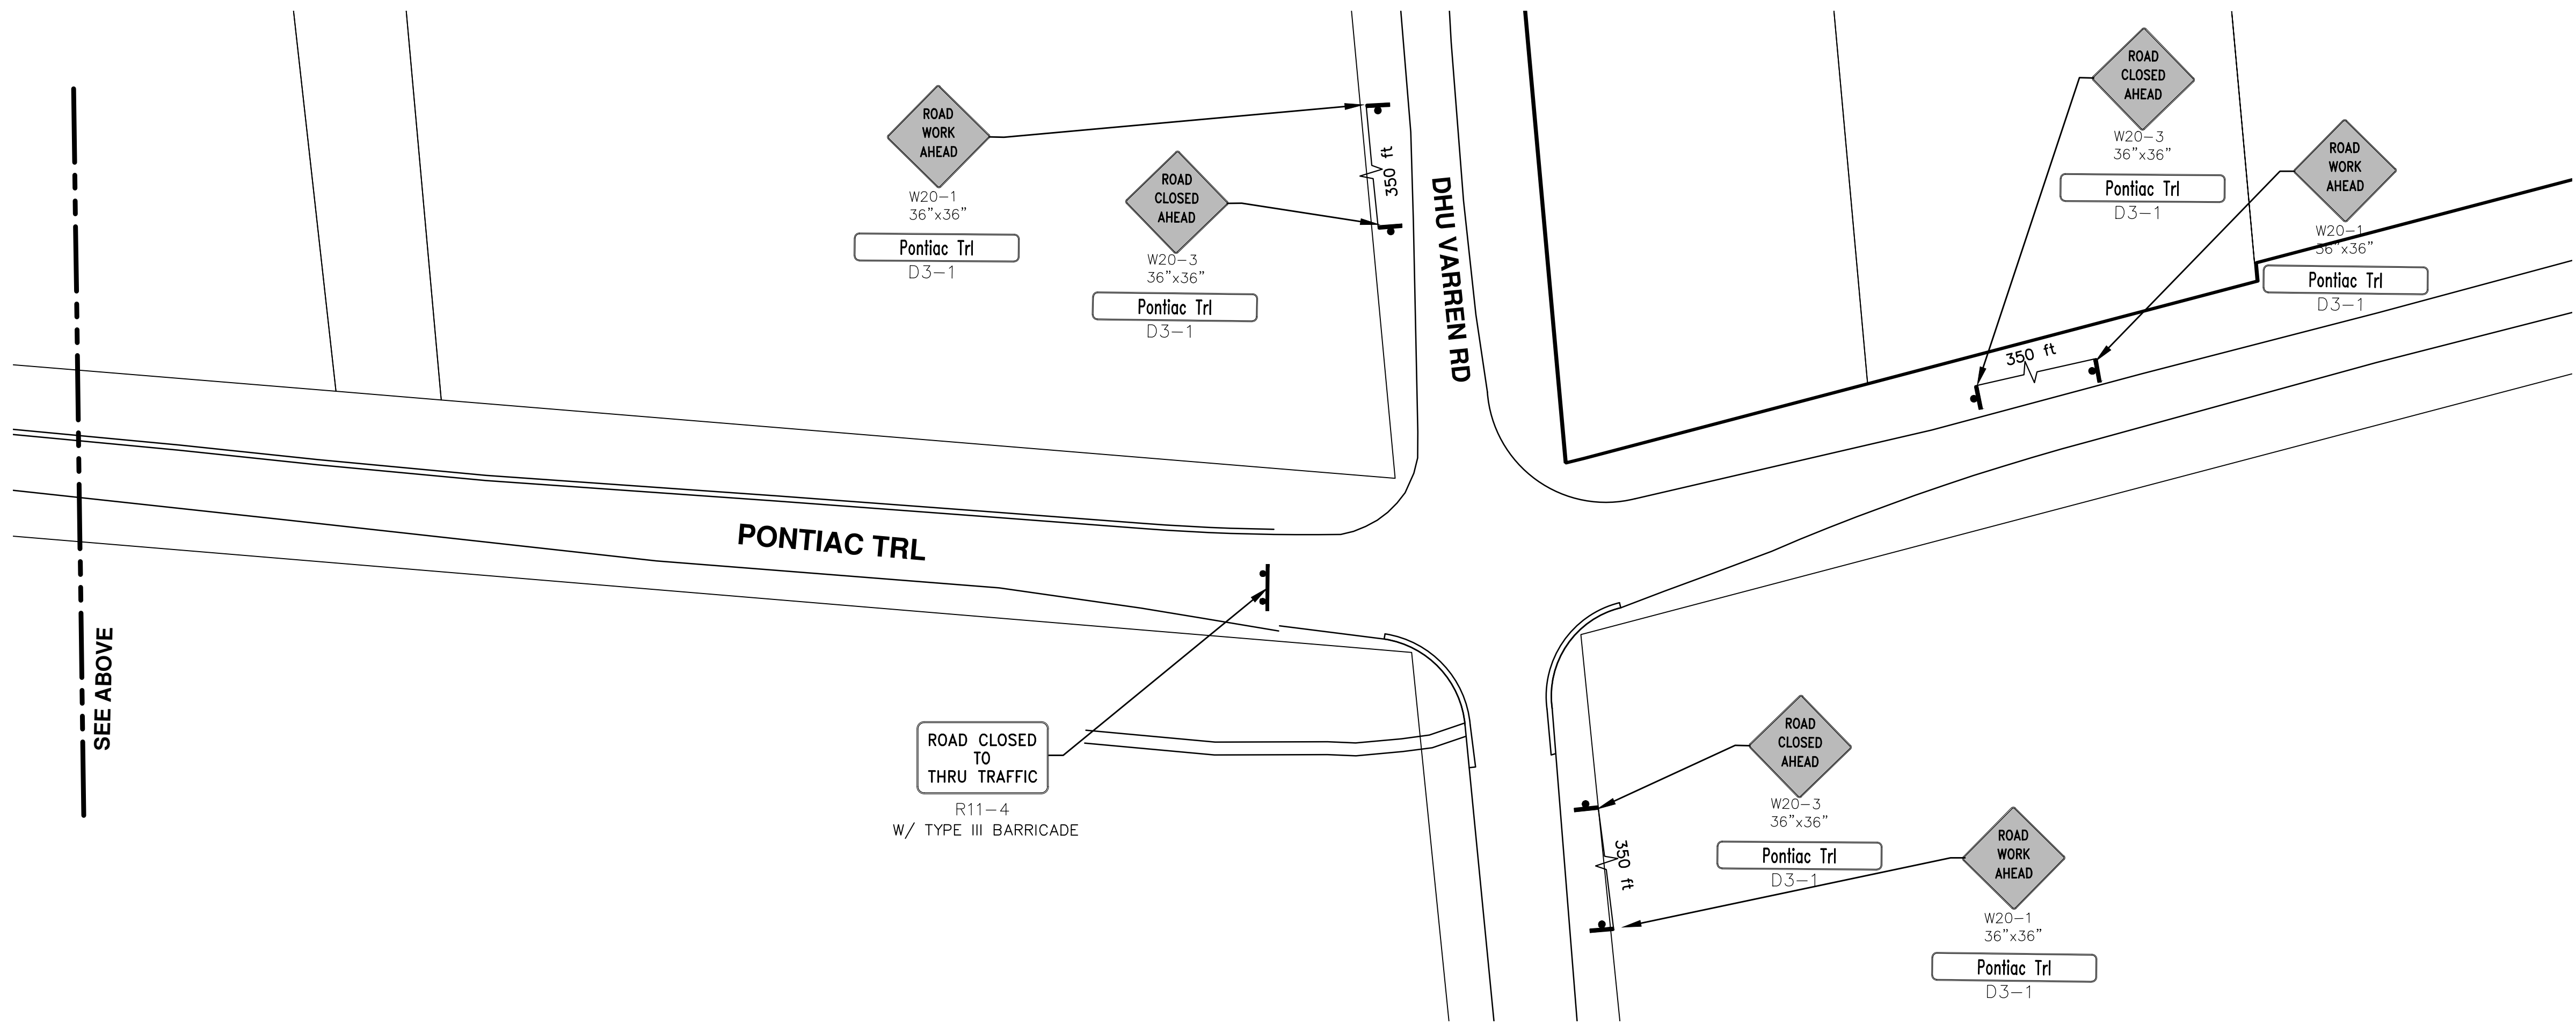 ROAD
WORK
AHEAD
W20-1
36"x36"
Pontiac Trl
D3-1
ROAD
CLOSED
AHEAD
W20-3
36"x36"
Pontiac Trl
D3-1
350 ft
DHU VARREN RD
ROAD
CLOSED
AHEAD
W20-3
36"x36"
Pontiac Trl
D3-1
ROAD
WORK
AHEAD
W20-1
36"x36"
Pontiac Trl
D3-1
350 ft
PONTIAC TRL
SEE ABOVE
ROAD CLOSED
TO
THRU TRAFFIC
R11-4
W/ TYPE III BARRICADE
ROAD
CLOSED
AHEAD
W20-3
36"x36"
Pontiac Trl
D3-1
350 ft
ROAD
WORK
AHEAD
W20-1
36"x36"
Pontiac Trl
D3-1